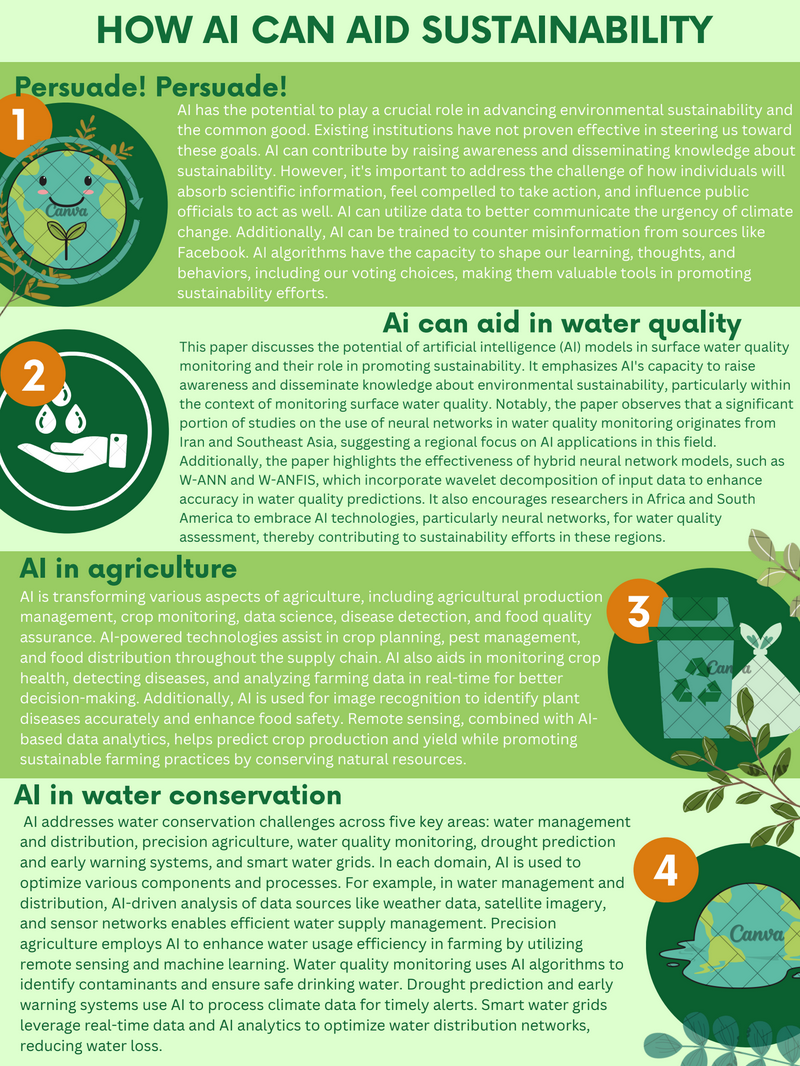 HOW AI CAN AID SUSTAINABILITY
Persuade! Persuade!
1
AI has the potential to play a crucial role in advancing environmental sustainability and
the common good. Existing institutions have not proven effective in steering us toward
these goals. AI can contribute by raising awareness and disseminating knowledge about
sustainability. However, it's important to address the challenge of how individuals will
absorb scientific information, feel compelled to take action, and influence public
officials to act as well. AI can utilize data to better communicate the urgency of climate
change. Additionally, AI can be trained to counter misinformation from sources like
Facebook. AI algorithms have the capacity to shape our learning, thoughts, and
behaviors, including our voting choices, making them valuable tools in promoting
sustainability efforts.
Canva
Ai can aid in water quality
2
This paper discusses the potential of artificial intelligence (AI) models in surface water quality
monitoring and their role in promoting sustainability. It emphasizes AI's capacity to raise
awareness and disseminate knowledge about environmental sustainability, particularly within
the context of monitoring surface water quality. Notably, the paper observes that a significant
portion of studies on the use of neural networks in water quality monitoring originates from
Iran and Southeast Asia, suggesting a regional focus on AI applications in this field.
Additionally, the paper highlights the effectiveness of hybrid neural network models, such as
W-ANN and W-ANFIS, which incorporate wavelet decomposition of input data to enhance
accuracy in water quality predictions. It also encourages researchers in Africa and South
America to embrace AI technologies, particularly neural networks, for water quality
assessment, thereby contributing to sustainability efforts in these regions.
AI in agriculture
AI is transforming various aspects of agriculture, including agricultural production
management, crop monitoring, data science, disease detection, and food quality
assurance. AI-powered technologies assist in crop planning, pest management,
and food distribution throughout the supply chain. AI also aids in monitoring crop
health, detecting diseases, and analyzing farming data in real-time for better
decision-making. Additionally, AI is used for image recognition to identify plant
diseases accurately and enhance food safety. Remote sensing, combined with AI-
based data analytics, helps predict crop production and yield while promoting
sustainable farming practices by conserving natural resources.
3
Canva
AI in water conservation
AI addresses water conservation challenges across five key areas: water management
and distribution, precision agriculture, water quality monitoring, drought prediction
and early warning systems, and smart water grids. In each domain, AI is used to
optimize various components and processes. For example, in water management and
distribution, AI-driven analysis of data sources like weather data, satellite imagery,
and sensor networks enables efficient water supply management. Precision
agriculture employs AI to enhance water usage efficiency in farming by utilizing
remote sensing and machine learning. Water quality monitoring uses AI algorithms to
identify contaminants and ensure safe drinking water. Drought prediction and early
warning systems use AI to process climate data for timely alerts. Smart water grids
leverage real-time data and AI analytics to optimize water distribution networks,
reducing water loss.
4
Canva